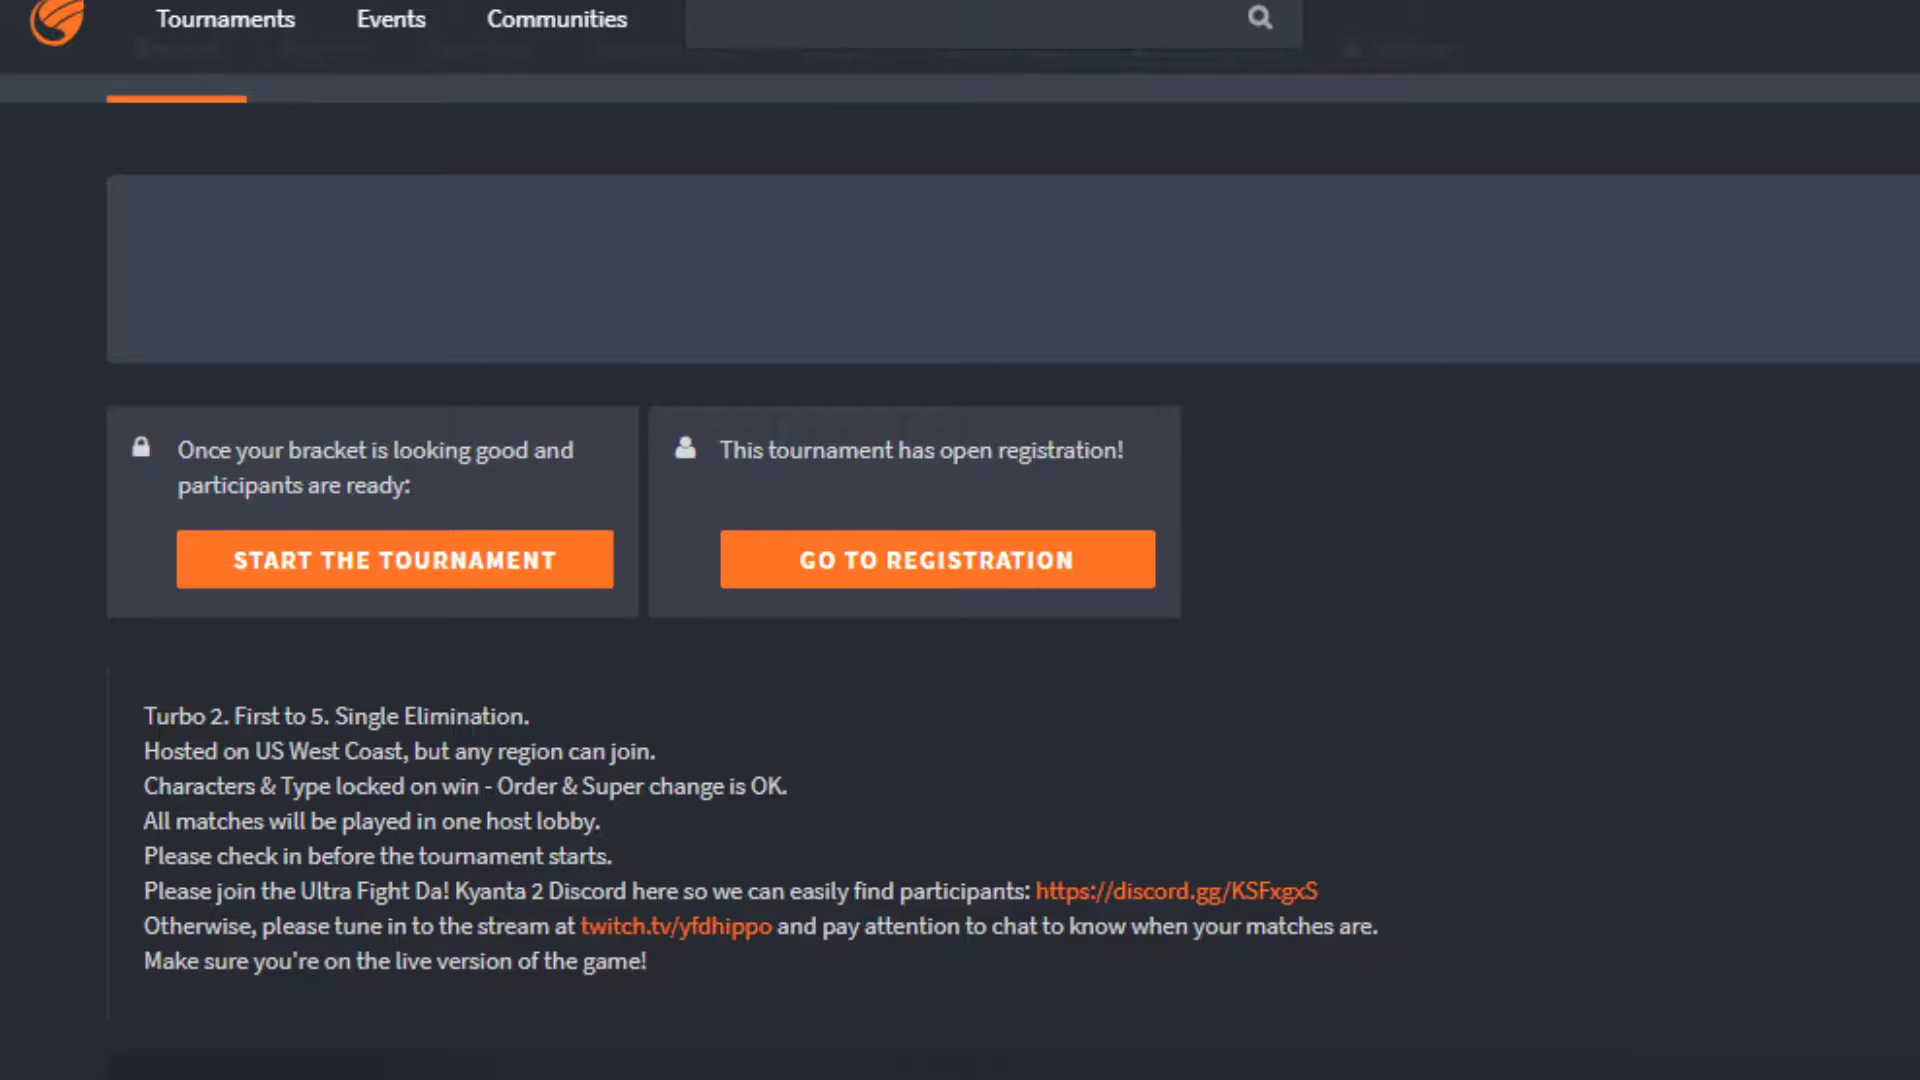 Tournaments Events Communities
Once your bracket is looking good and
participants are ready:
START THE TOURNAMENT
This tournament has open registration!
GO TO REGISTRATION
Turbo 2. First to 5. Single Elimination.
Hosted on US West Coast, but any region can join.
Characters & Type locked on win - Order & Super change is OK.
All matches will be played in one host lobby.
Please check in before the tournament starts.
Please join the Ultra Fight Da! Kyanta 2 Discord here so we can easily find participants: https://discord.gg/KSFxgxS
Otherwise, please tune in to the stream at twitch.tv/yfdhippo and pay attention to chat to know when your matches are.
Make sure you're on the live version of the game!